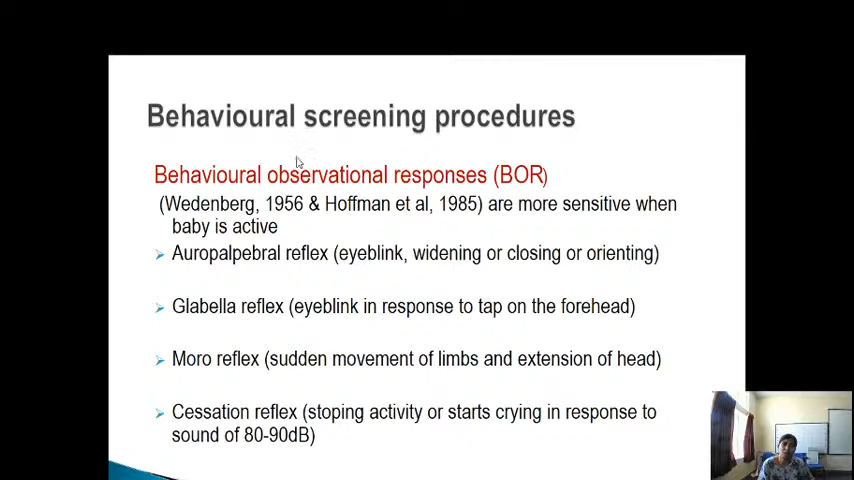 Behavioural screening procedures
Behavioural observational responses (BOR)
(Wedenberg, 1956 & Hoffman et al, 1985) are more sensitive when
baby is active
Auropalpebral reflex (eyeblink, widening or closing or orienting)
Glabella reflex (eyeblink in response to tap on the forehead)
Moro reflex (sudden movement of limbs and extension of head)
Cessation reflex (stoping activity or starts crying in response to
sound of 80-90dB)